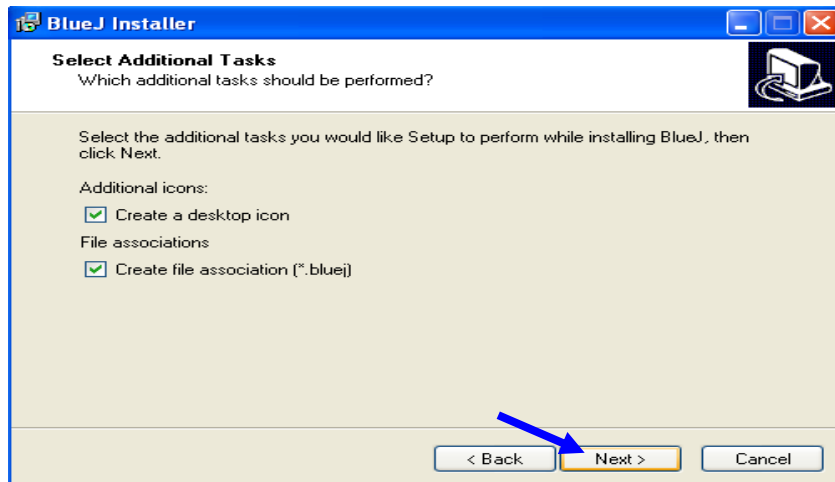 BlueJ Installer
Select Additional Tasks
Which additional tasks should be performed?
Select the additional tasks you would like Setup to perform while installing BlueJ, then
click Next.
Additional icons:
Create a desktop icon
File associations
Create file association (*.bluej)
< Back Next > Cancel